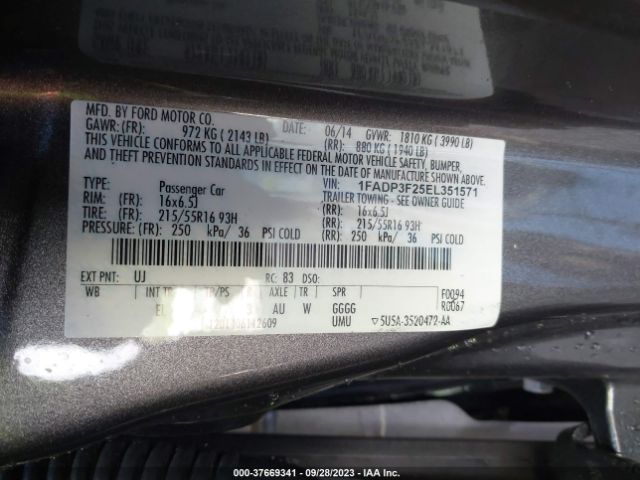 MFD. BY FORD MOTOR CO.
DATE: 06/14 GVWR: 1810 KG ( 3990 LB)
GAWR: (FR): 972 KG ( 2143 LB) (RR): 880 KG ( 1940 LB)
THIS VEHICLE CONFORMS TO ALL APPLICABLE FEDERAL MOTOR VEHICLE SAFETY, BUMPER,
AND THEFT PREVENTION STANDARDS IN EFFECT ON THE DATE OF MANUFACTURE SHOWN ABOVE.
VIN: 1FADP3F25EL351571
TYPE: Passenger Car TRAILER TOWING - SEE OWNER GUIDE
RIM: 16x6.5J (RR): 16x6.5J
TIRE: 215/55R16 93H (RR): 215/55R16 93H
PRESSURE: (FR) 250 kPa/ 36 PSI COLD (RR) 250 kPa/ 36 PSI COLD
EXT PNT: UJ RC: 83 DSO: F0094
WB INT TR TP/PS AXLE TR SPR R0067
EL 3 AU W GGGG
UMU 5USA-3520472-AA
000-37669341 | 09/28/2023 | IAA Inc.